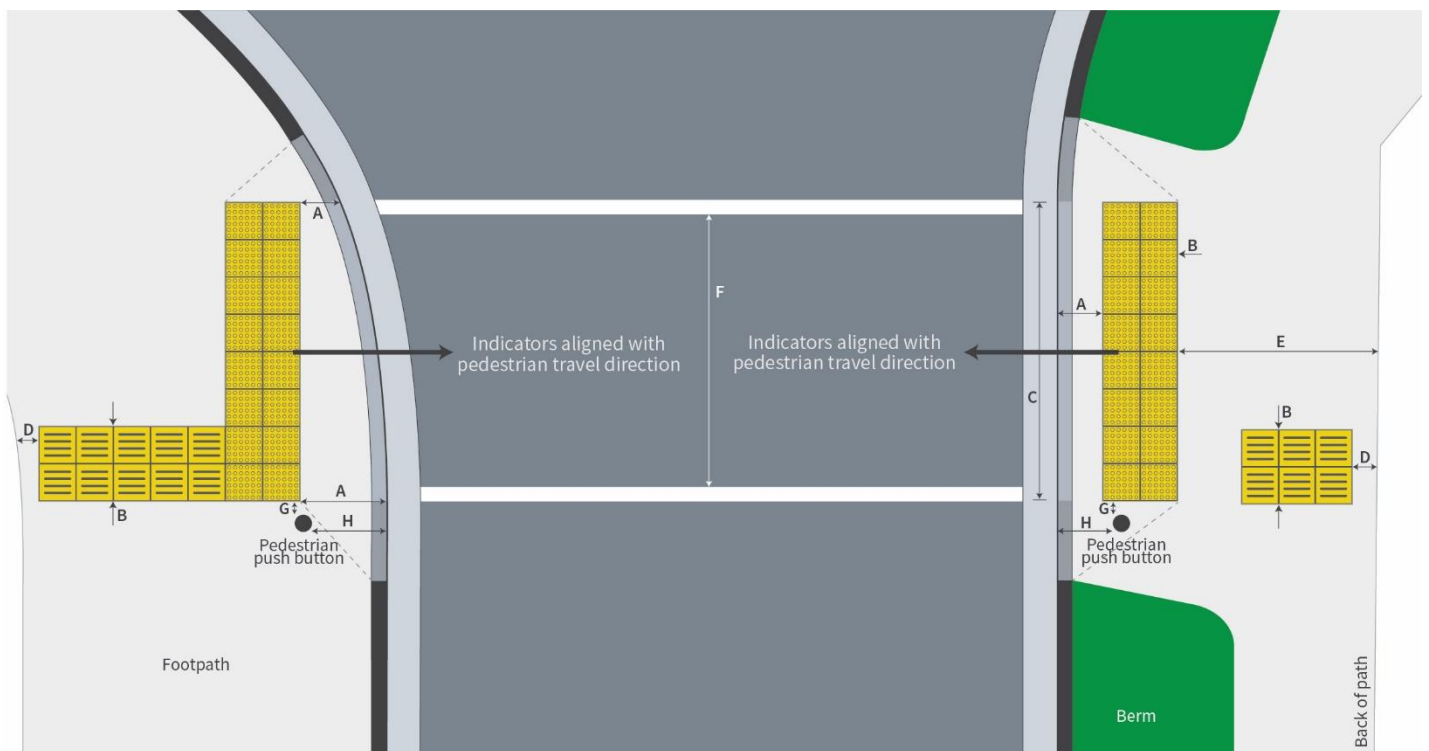 A
B
F
A
E
Indicators aligned with
pedestrian travel direction
Indicators aligned with
pedestrian travel direction
C
B
D
D
A
B
G
H
G
H
Pedestrian
push button
Pedestrian
push button
Footpath
Berm
Back of path